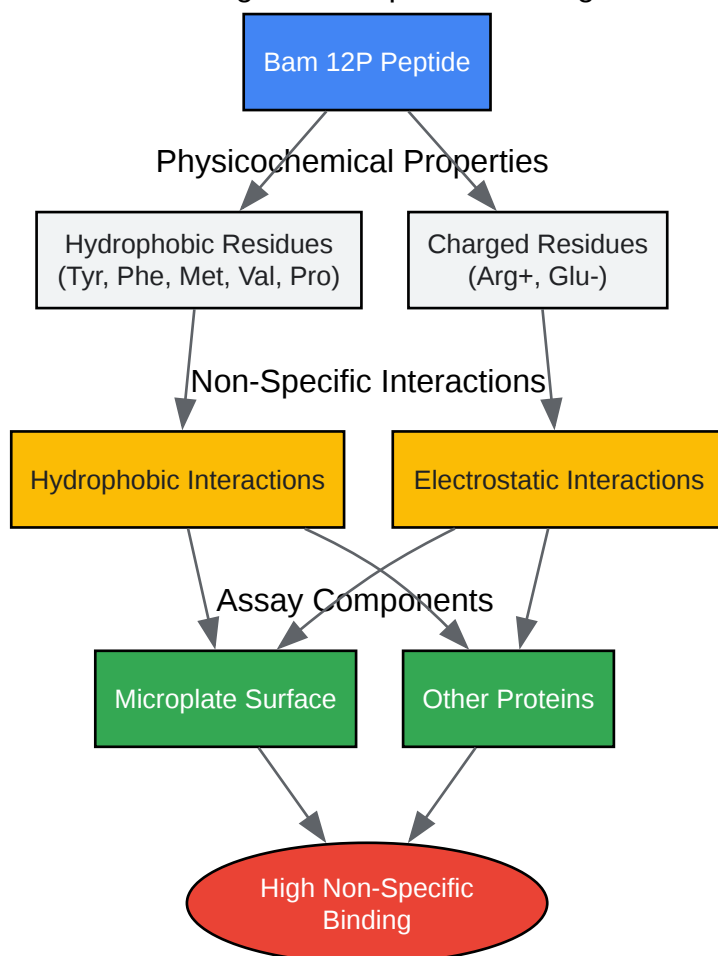 Bam 12P Peptide
Physicochemical Properties
Hydrophobic Residues
(Tyr, Phe, Met, Val, Pro)
Charged Residues
(Arg+, Glu-)
Non-Specific Interactions
Hydrophobic Interactions
Electrostatic Interactions
Assay Components
Microplate Surface
Other Proteins
High Non-Specific
Binding